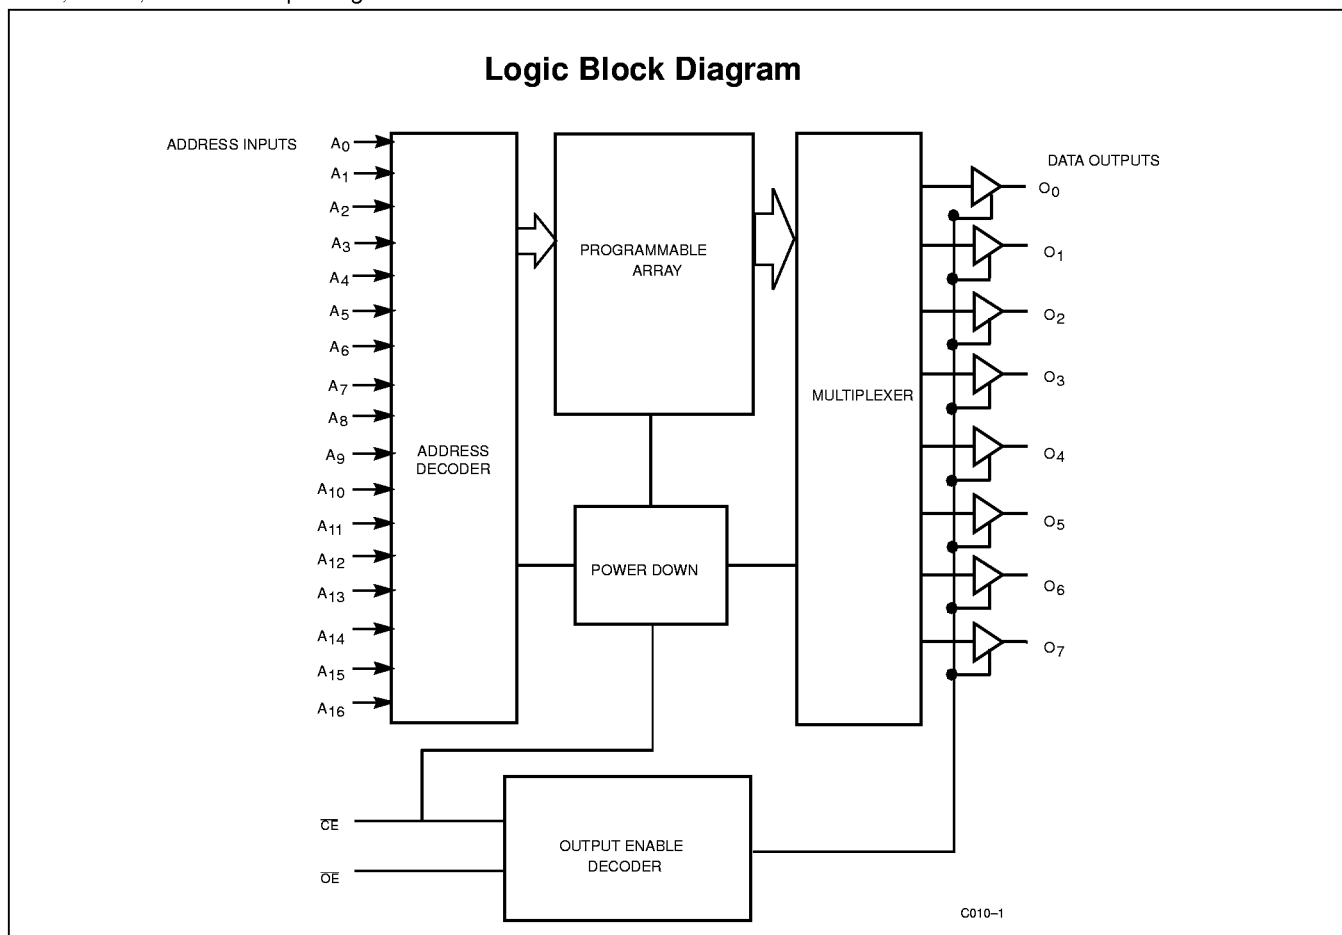 Logic Block Diagram
ADDRESS INPUTS
A0
A1
A2
A3
A4
A5
A6
A7
A8
A9
A10
A11
A12
A13
A14
A15
A16
ADDRESS
DECODER
PROGRAMMABLE
ARRAY
POWER DOWN
MULTIPLEXER
DATA OUTPUTS
O0
O1
O2
O3
O4
O5
O6
O7
CE
OE
OUTPUT ENABLE
DECODER
C010–1